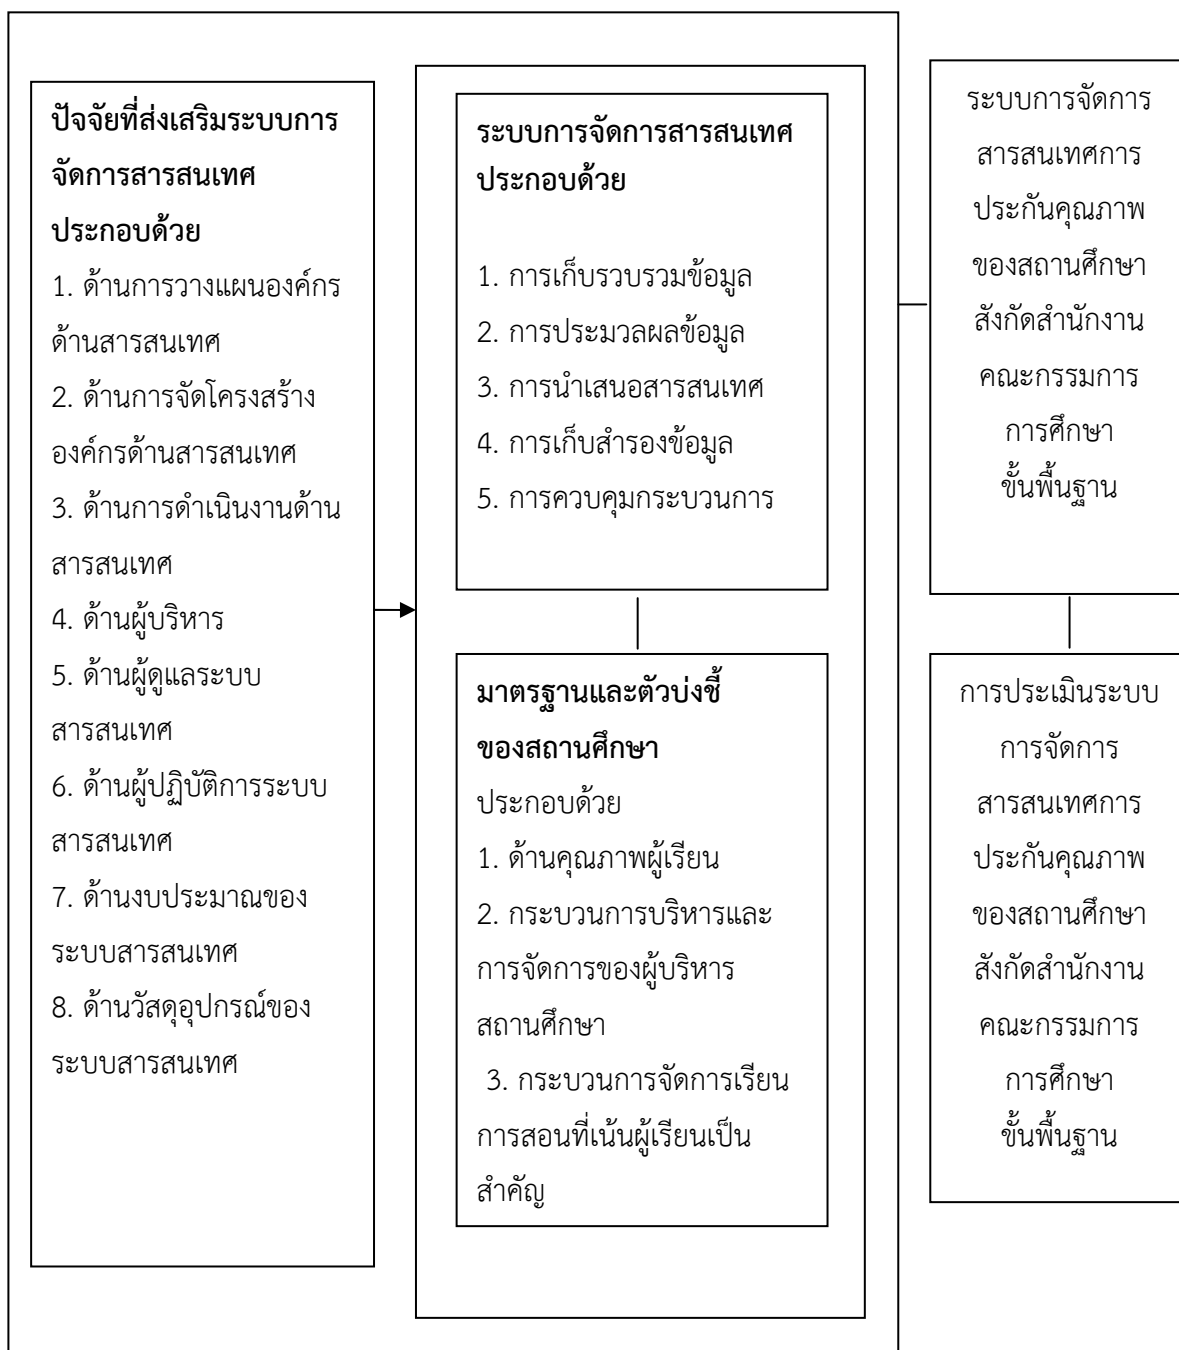 ปัจจัยที่ส่งเสริมระบบการ
จัดการสารสนเทศ
ประกอบด้วย
1. ด้านการวางแผนองค์กร
ด้านสารสนเทศ
2. ด้านการจัดโครงสร้าง
องค์กรด้านสารสนเทศ
3. ด้านการดำเนินงานด้าน
สารสนเทศ
4. ด้านผู้บริหาร
5. ด้านผู้ดูแลระบบ
สารสนเทศ
6. ด้านผู้ปฏิบัติการระบบ
สารสนเทศ
7. ด้านงบประมาณของ
ระบบสารสนเทศ
8. ด้านวัสดุอุปกรณ์ของ
ระบบสารสนเทศ
ระบบการจัดการสารสนเทศ
ประกอบด้วย
1. การเก็บรวบรวมข้อมูล
2. การประมวลผลข้อมูล
3. การนำเสนอสารสนเทศ
4. การเก็บสำรองข้อมูล
5. การควบคุมกระบวนการ
มาตรฐานและตัวบ่งชี้
ของสถานศึกษา
ประกอบด้วย
1. ด้านคุณภาพผู้เรียน
2. กระบวนการบริหารและ
การจัดการของผู้บริหาร
สถานศึกษา
3. กระบวนการจัดการเรียน
การสอนที่เน้นผู้เรียนเป็น
สำคัญ
ระบบการจัดการ
สารสนเทศการ
ประกันคุณภาพ
ของสถานศึกษา
สังกัดสำนักงาน
คณะกรรมการ
การศึกษา
ขั้นพื้นฐาน
การประเมินระบบ
การจัดการ
สารสนเทศการ
ประกันคุณภาพ
ของสถานศึกษา
สังกัดสำนักงาน
คณะกรรมการ
การศึกษา
ขั้นพื้นฐาน